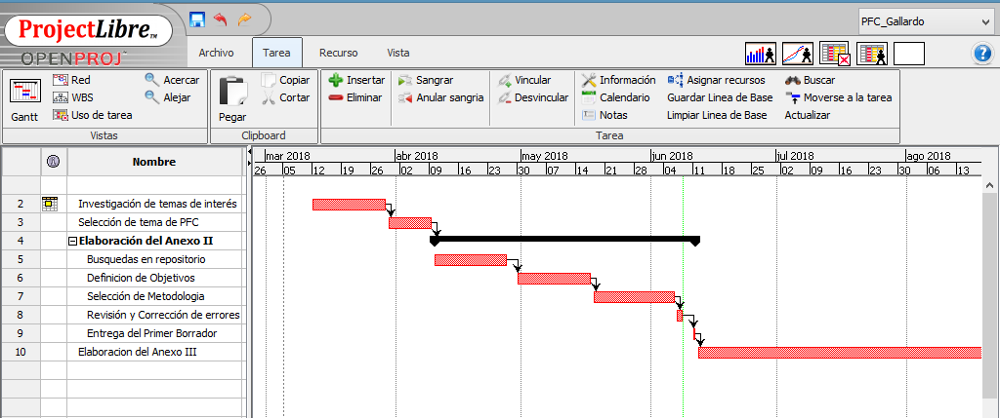 ProjectLibre™
OPENPROJ
PFC_Gallardo
Archivo Tarea Recurso Vista
Gantt
Red
WBS
Uso de tarea
Acercar
Alejar
Vistas
Pegar
Copiar
Cortar
Clipboard
Insertar
Eliminar
Sangrar
Anular sangria
Vincular
Desvincular
Información
Calendario
Notas
Asignar recursos
Guardar Linea de Base
Limpiar Linea de Base
Buscar
Moverse a la tarea
Actualizar
Tarea
Nombre
mar 2018 abr 2018 may 2018 jun 2018 jul 2018 ago 2018
26 05 12 19 26 02 09 16 23 30 07 14 21 28 04 11 18 25 02 09 16 23 30 06 13
2 Investigación de temas de interés
3 Selección de tema de PFC
4 Elaboración del Anexo II
5 Busquedas en repositorio
6 Definicion de Objetivos
7 Selección de Metodologia
8 Revisión y Corrección de errores
9 Entrega del Primer Borrador
10 Elaboracion del Anexo III